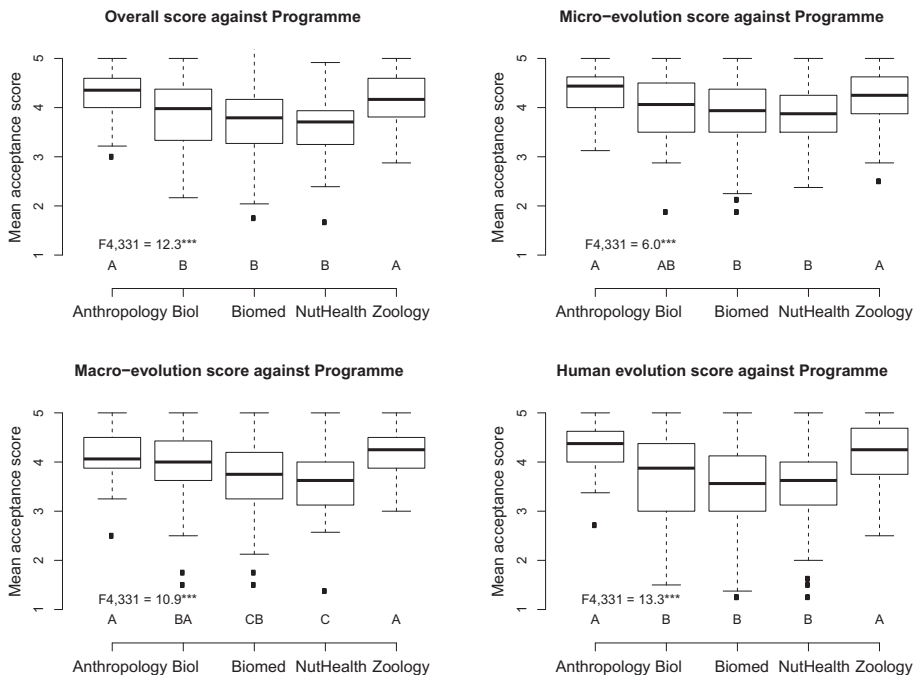 Overall score against Programme
Mean acceptance score
5
4
3
2
1
F4,331 = 12.3***
A B B B A
Anthropology Biol Biomed NutHealth Zoology
Micro−evolution score against Programme
Mean acceptance score
5
4
3
2
1
F4,331 = 6.0***
A AB B B A
Anthropology Biol Biomed NutHealth Zoology
Macro−evolution score against Programme
Mean acceptance score
5
4
3
2
1
F4,331 = 10.9***
A BA CB C A
Anthropology Biol Biomed NutHealth Zoology
Human evolution score against Programme
Mean acceptance score
5
4
3
2
1
F4,331 = 13.3***
A B B B A
Anthropology Biol Biomed NutHealth Zoology